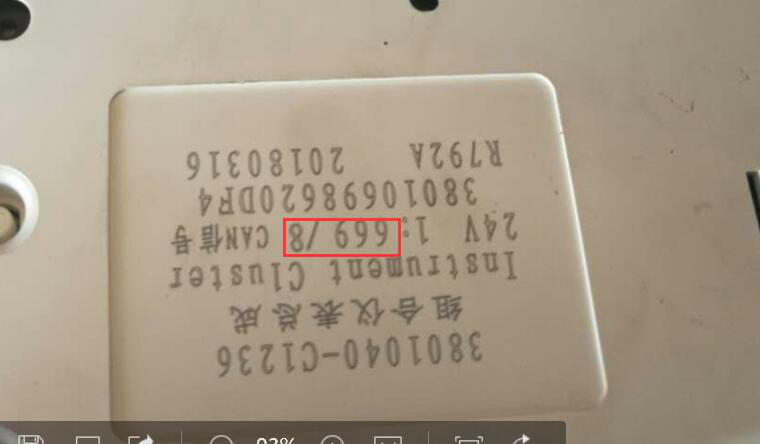 3801040-C1236
组合仪表总成
Instrument Cluster
24V 1:669 /8 CAN信号
38010698620DR4
R792A 20180316